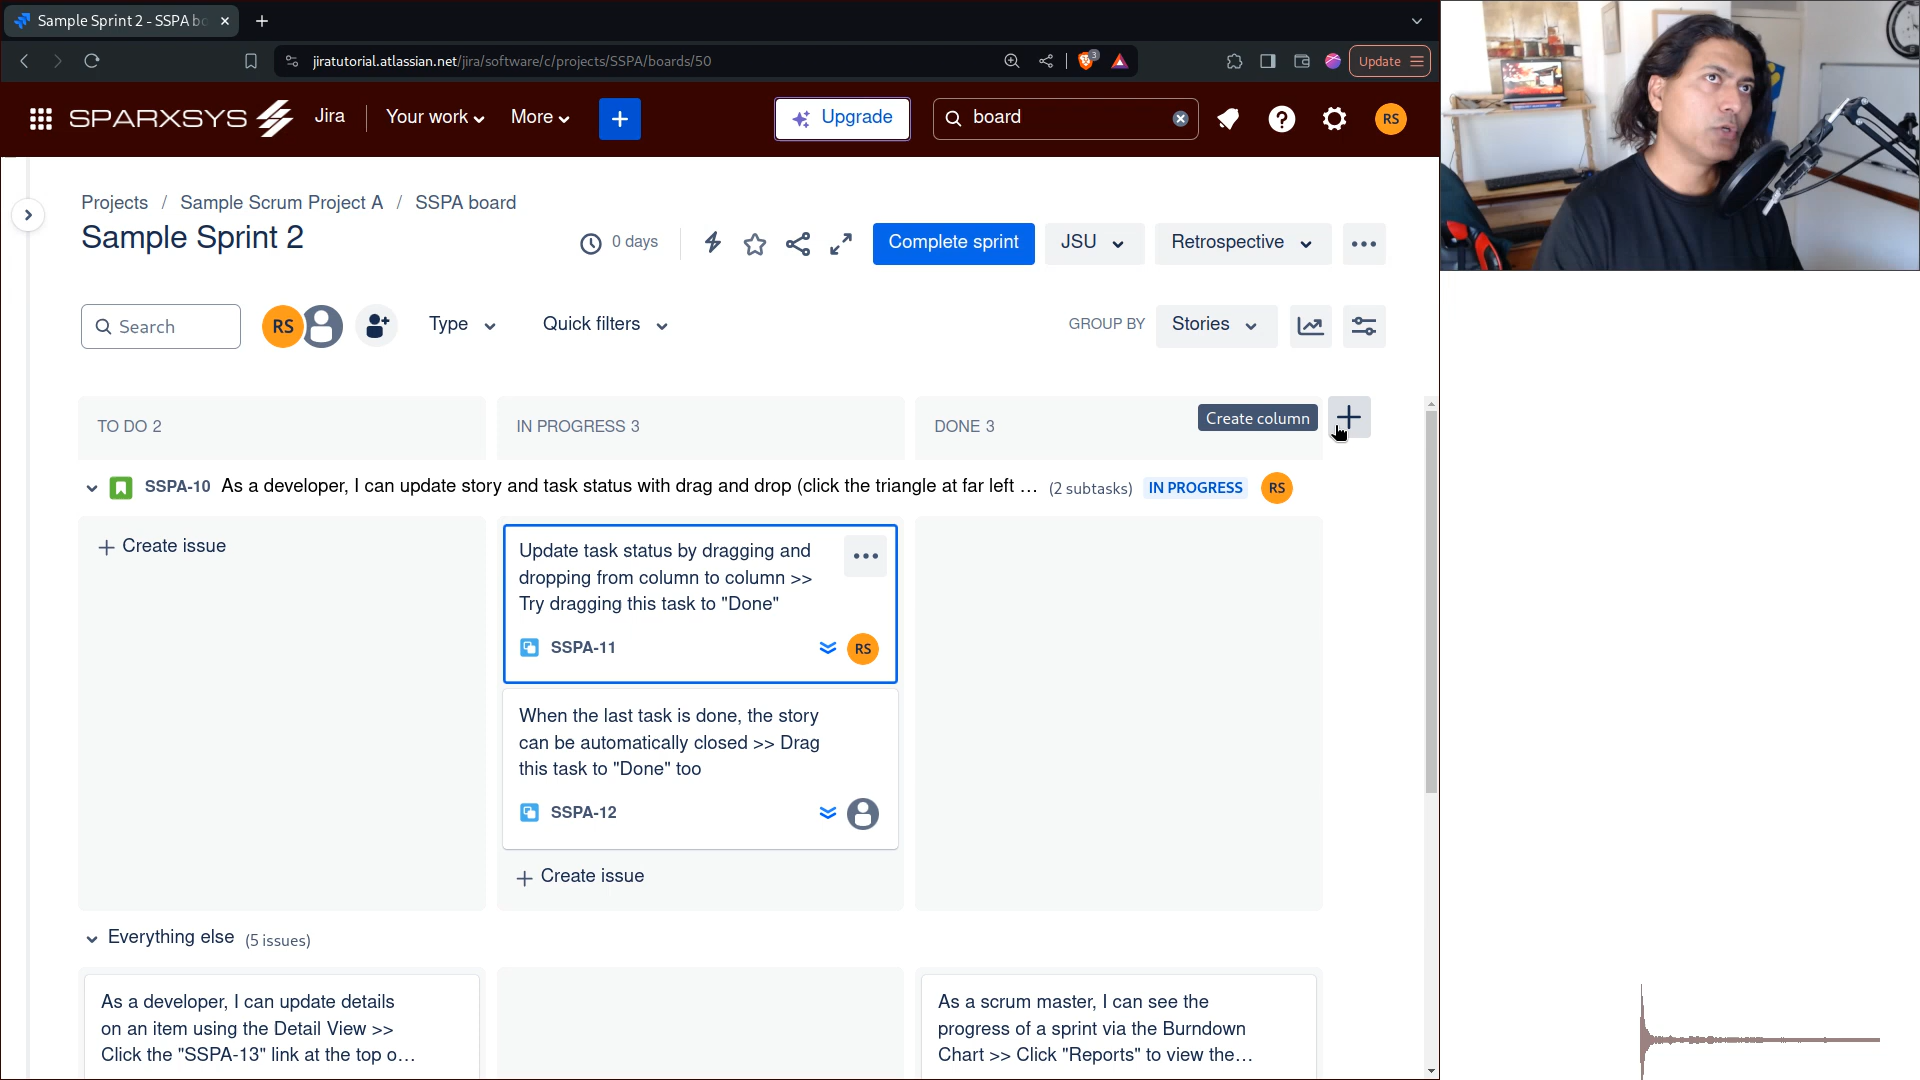 Sample Sprint 2 - SSPA bo
jiratutorial.atlassian.net/jira/software/c/projects/SSPA/boards/50
3
Update
SPARXSYS
Jira
Your work
More
Upgrade
board
RS
Projects / Sample Scrum Project A / SSPA board
Sample Sprint 2
0 days
Complete sprint
JSU
Retrospective
Search
RS
Type
Quick filters
GROUP BY
Stories
TO DO 2
IN PROGRESS 3
DONE 3
Create column
SSPA-10 As a developer, I can update story and task status with drag and drop (click the triangle at far left ... (2 subtasks) IN PROGRESS RS
Create issue
Update task status by dragging and
dropping from column to column >>
Try dragging this task to "Done"
SSPA-11
RS
When the last task is done, the story
can be automatically closed >> Drag
this task to "Done" too
SSPA-12
Create issue
Everything else (5 issues)
As a developer, I can update details
on an item using the Detail View >>
Click the "SSPA-13" link at the top o...
As a scrum master, I can see the
progress of a sprint via the Burndown
Chart >> Click "Reports" to view the...